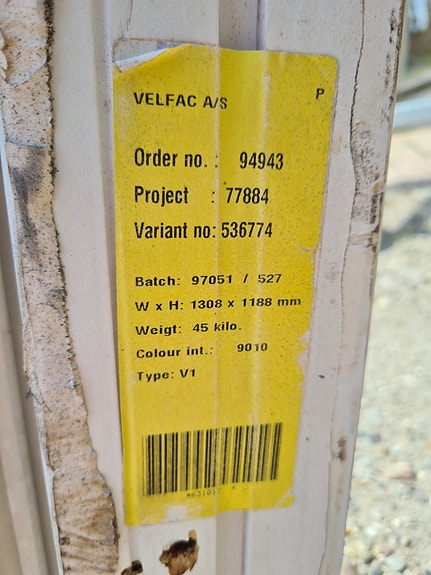 VELFAC A/S P
Order no. : 94943
Project : 77884
Variant no: 536774
Batch: 97051 / 527
W x H: 1308 x 1188 mm
Weigt: 45 kilo.
Colour int.: 9010
Type: V1